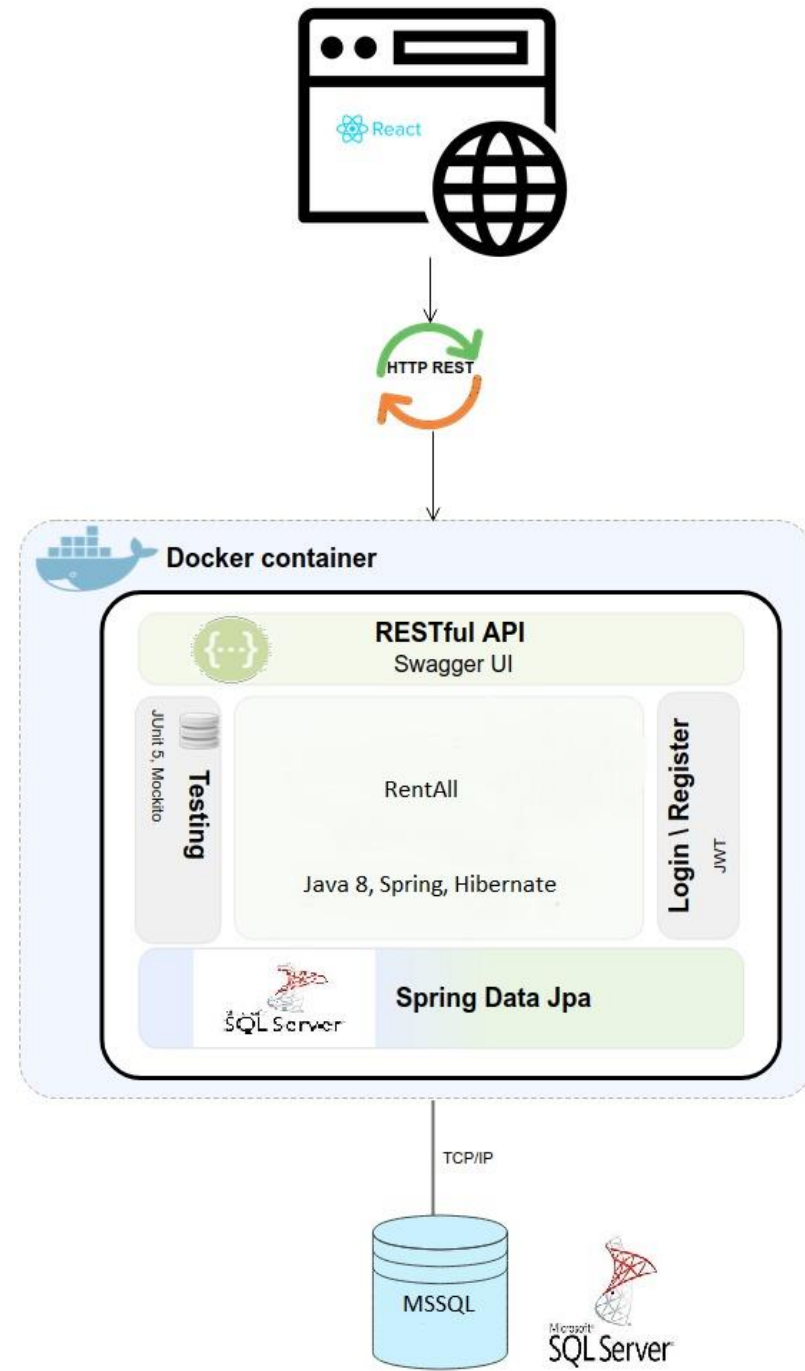 React
HTTP REST
Docker container
RESTful API
Swagger UI
JUnit 5, Mockito
Testing
RentAll
Java 8, Spring, Hibernate
Login \ Register
JWT
SQL Server
Spring Data Jpa
TCP/IP
MSSQL
Microsoft
SQL Server